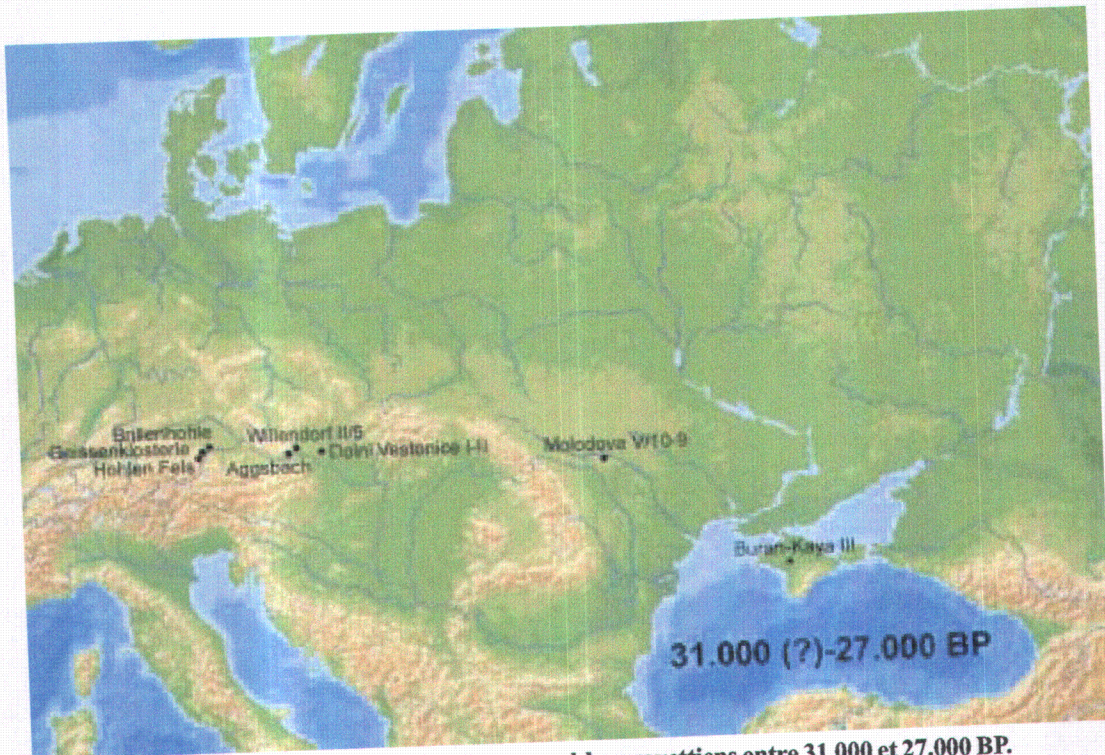 Brillenhohle
Geissenklosterle
Hohlen Fels
Willendorf II/5
Aggsbach
Dolni Vestonice I-II
Molodova V/10-9
Buran-Kaya III
31.000 (?)-27.000 BP
entre 31.000 et 27.000 BP.